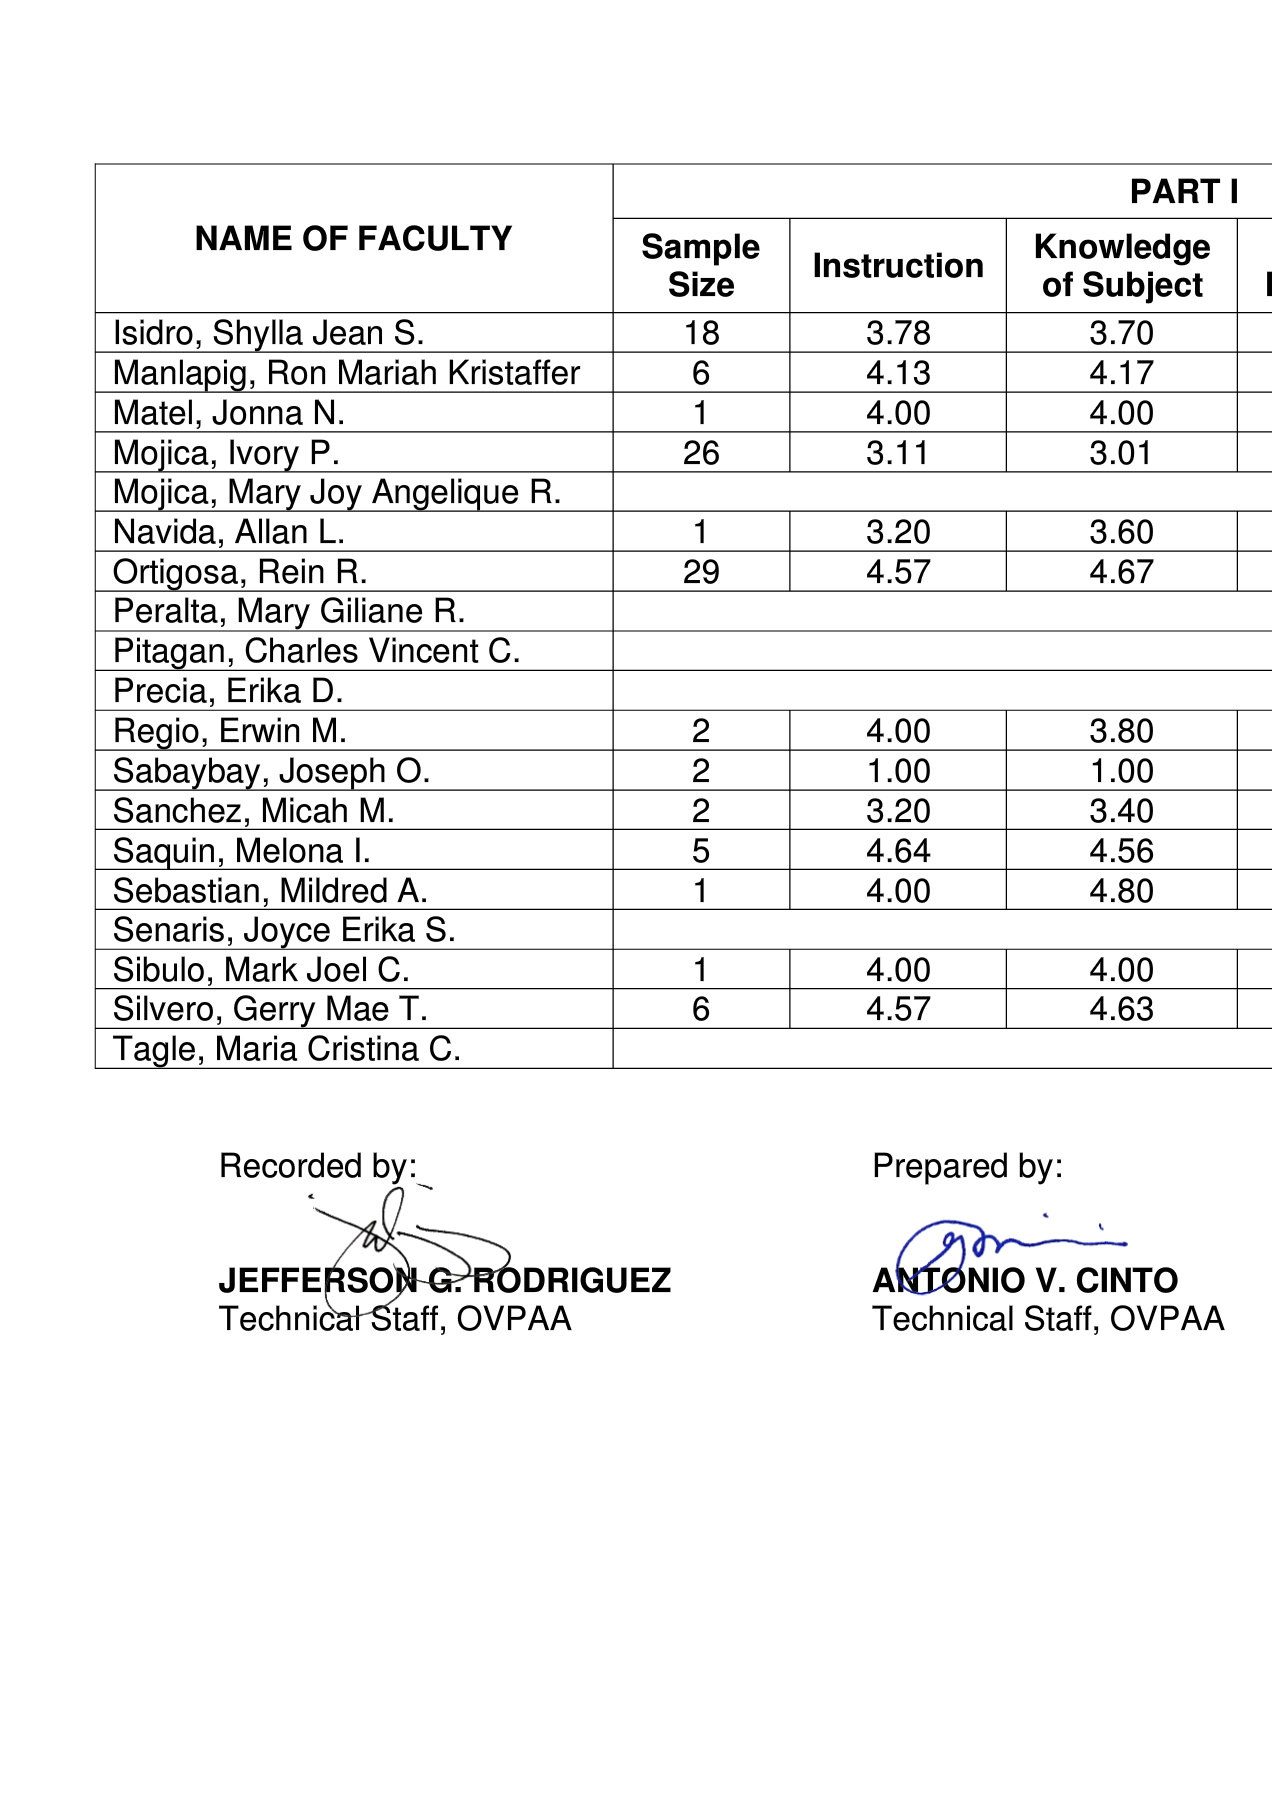 NAME OF FACULTY
PART I
Sample Size
Instruction
Knowledge of Subject
Isidro, Shylla Jean S. 18 3.78 3.70
Manlapig, Ron Mariah Kristaffer 6 4.13 4.17
Matel, Jonna N. 1 4.00 4.00
Mojica, Ivory P. 26 3.11 3.01
Mojica, Mary Joy Angelique R.
Navida, Allan L. 1 3.20 3.60
Ortigosa, Rein R. 29 4.57 4.67
Peralta, Mary Giliane R.
Pitagan, Charles Vincent C.
Precia, Erika D.
Regio, Erwin M. 2 4.00 3.80
Sabaybay, Joseph O. 2 1.00 1.00
Sanchez, Micah M. 2 3.20 3.40
Saquin, Melona I. 5 4.64 4.56
Sebastian, Mildred A. 1 4.00 4.80
Senaris, Joyce Erika S.
Sibulo, Mark Joel C. 1 4.00 4.00
Silvero, Gerry Mae T. 6 4.57 4.63
Tagle, Maria Cristina C.
Recorded by: Prepared by:
JEFFERSON G. RODRIGUEZ ANTONIO V. CINTO
Technical Staff, OVPAA Technical Staff, OVPAA